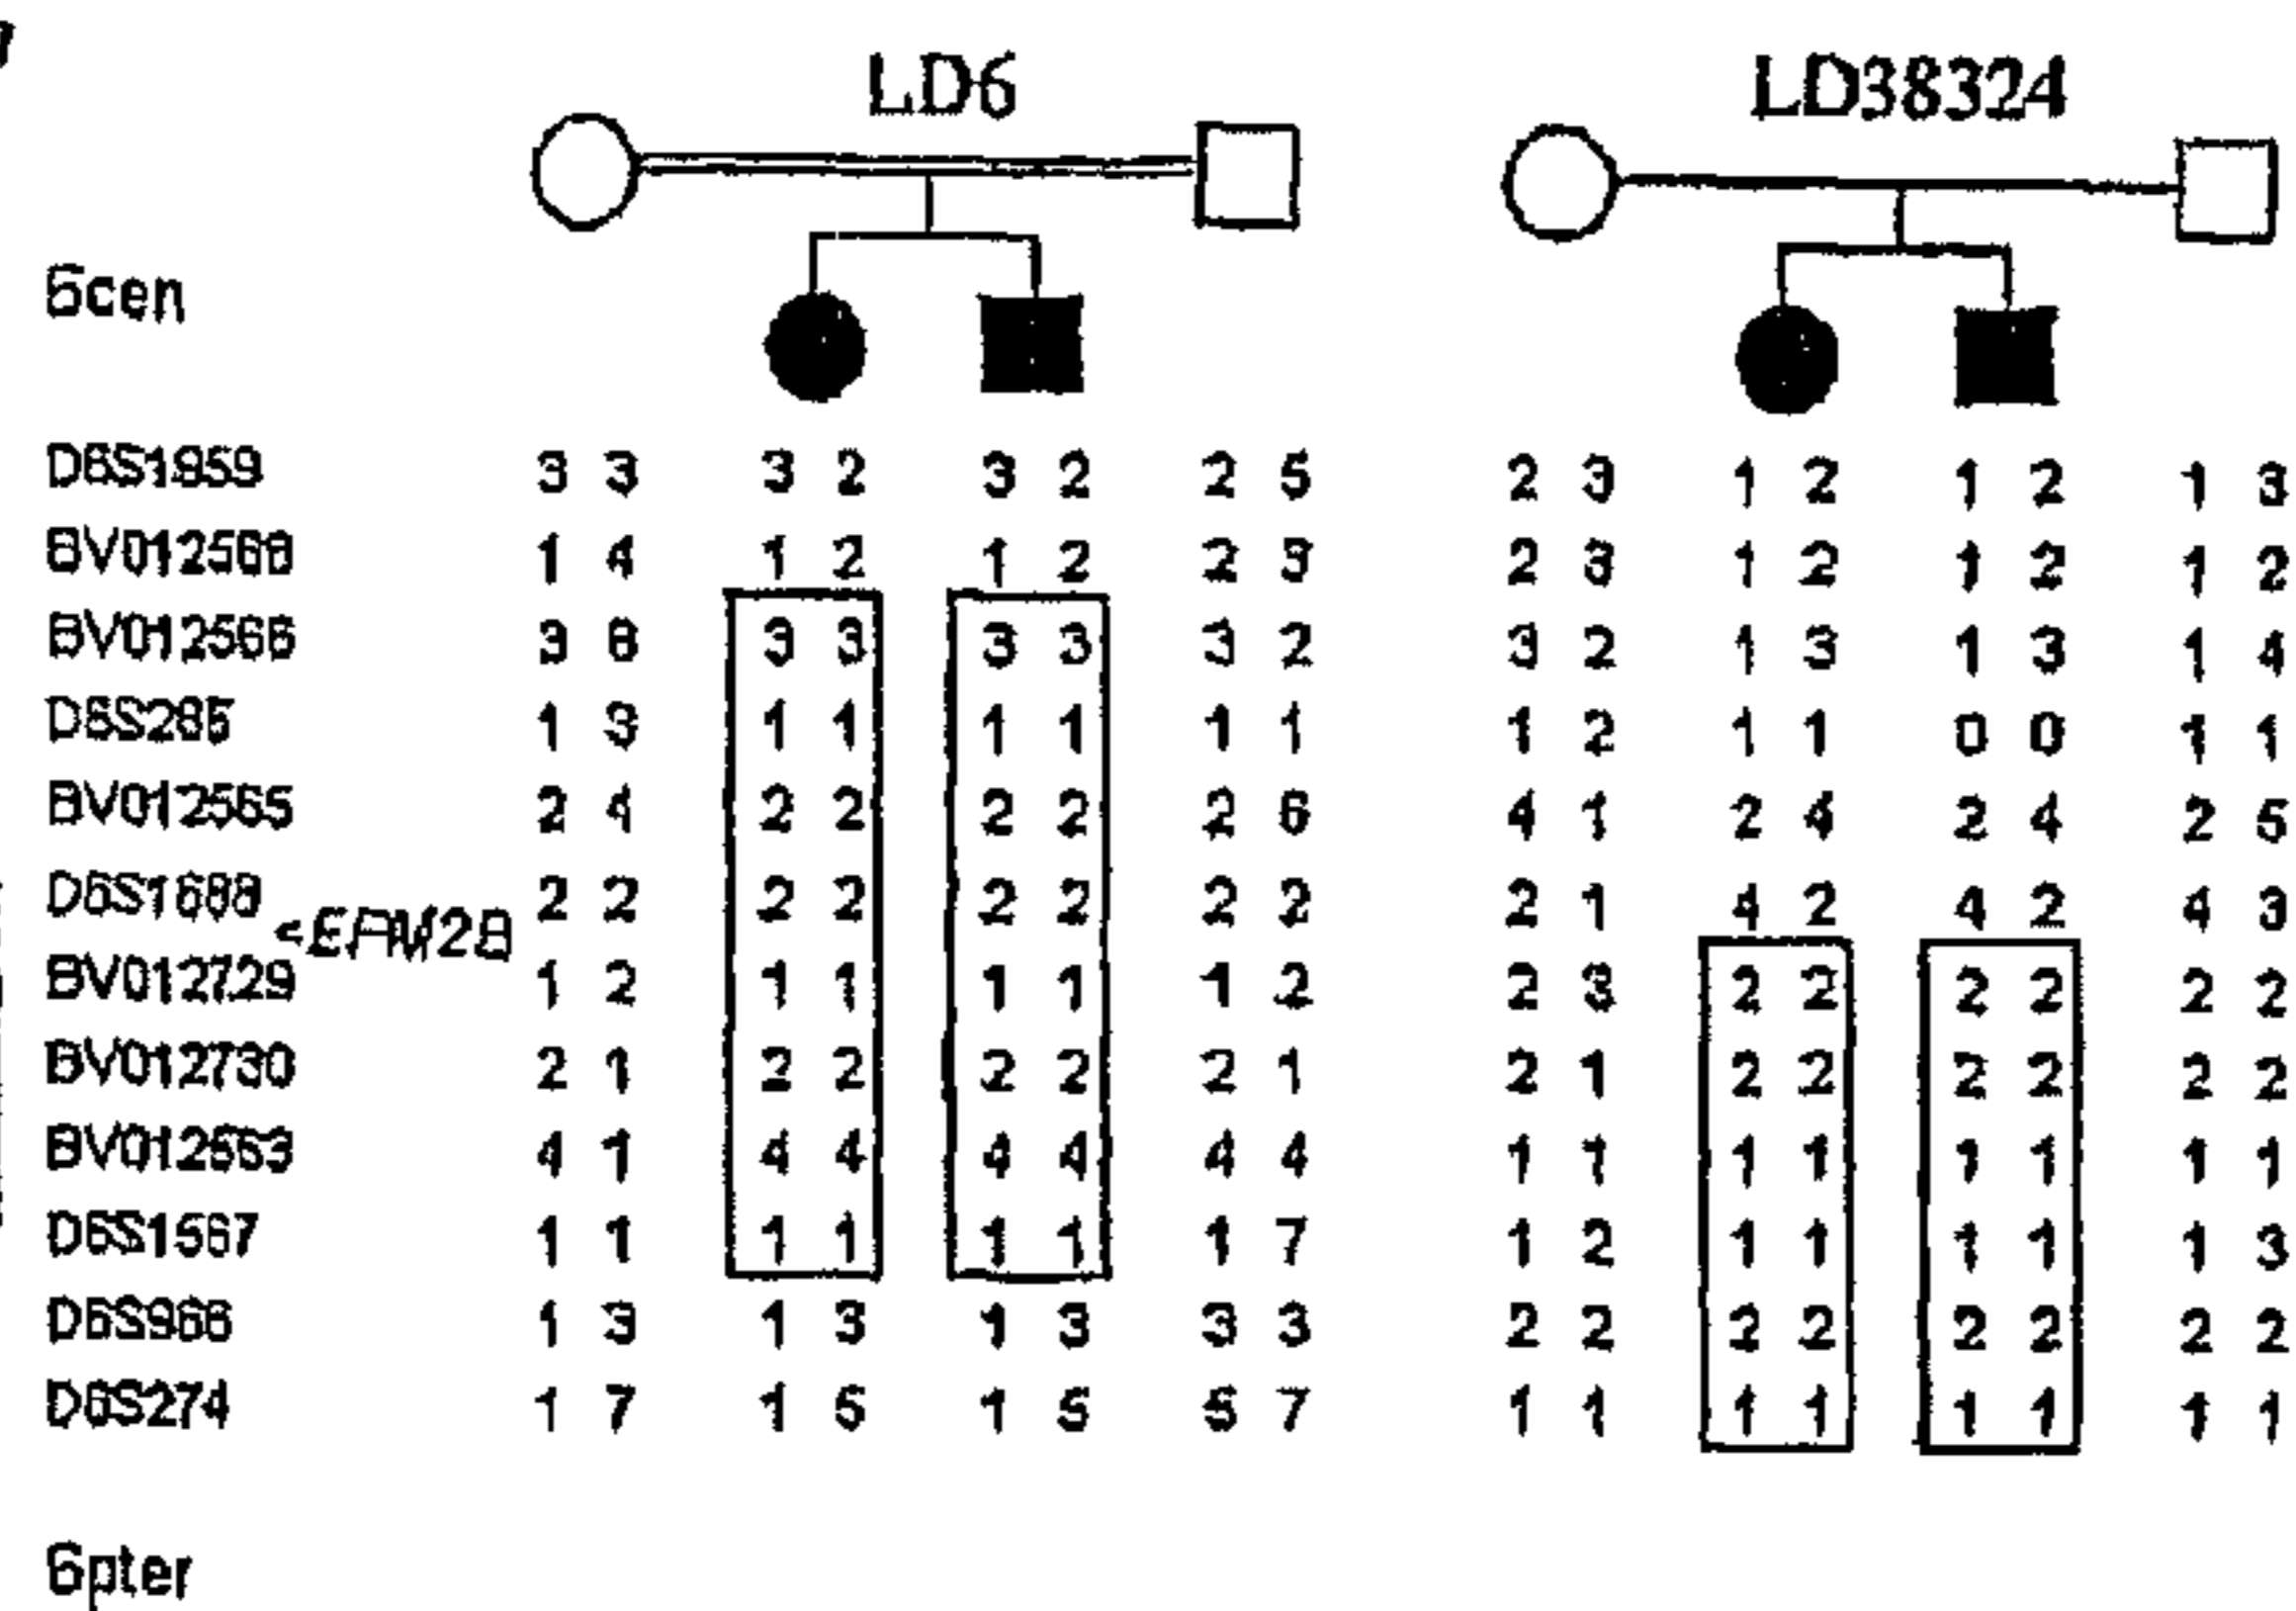 LD6 LD38324
6cen
D6S1959 3 3 3 2 3 2 2 5 2 3 1 2 1 2 1 3
BV012568 1 4 1 2 1 2 2 3 2 3 1 2 1 2 1 2
BV012566 3 6 3 3 3 3 3 2 3 2 1 3 1 3 1 4
D6S285 1 3 1 1 1 1 1 1 1 2 1 1 0 0 1 1
BV012565 2 4 2 2 2 2 2 6 4 1 2 4 2 4 2 5
D6S1688 2 2 2 2 2 2 2 2 2 1 4 2 4 2 4 3
<EPM2B
BV012729 1 2 1 1 1 1 1 2 2 3 2 2 2 2 2 2
BV012730 2 1 2 2 2 2 2 1 2 1 2 2 2 2 2 2
BV012563 4 1 4 4 4 4 4 4 1 1 1 1 1 1 1 1
D6S1567 1 1 1 1 1 1 1 7 1 2 1 1 1 1 1 3
D6S966 1 3 1 3 1 3 3 3 2 2 2 2 2 2 2 2
D6S274 1 7 1 5 1 5 5 7 1 1 1 1 1 1 1 1
6pter